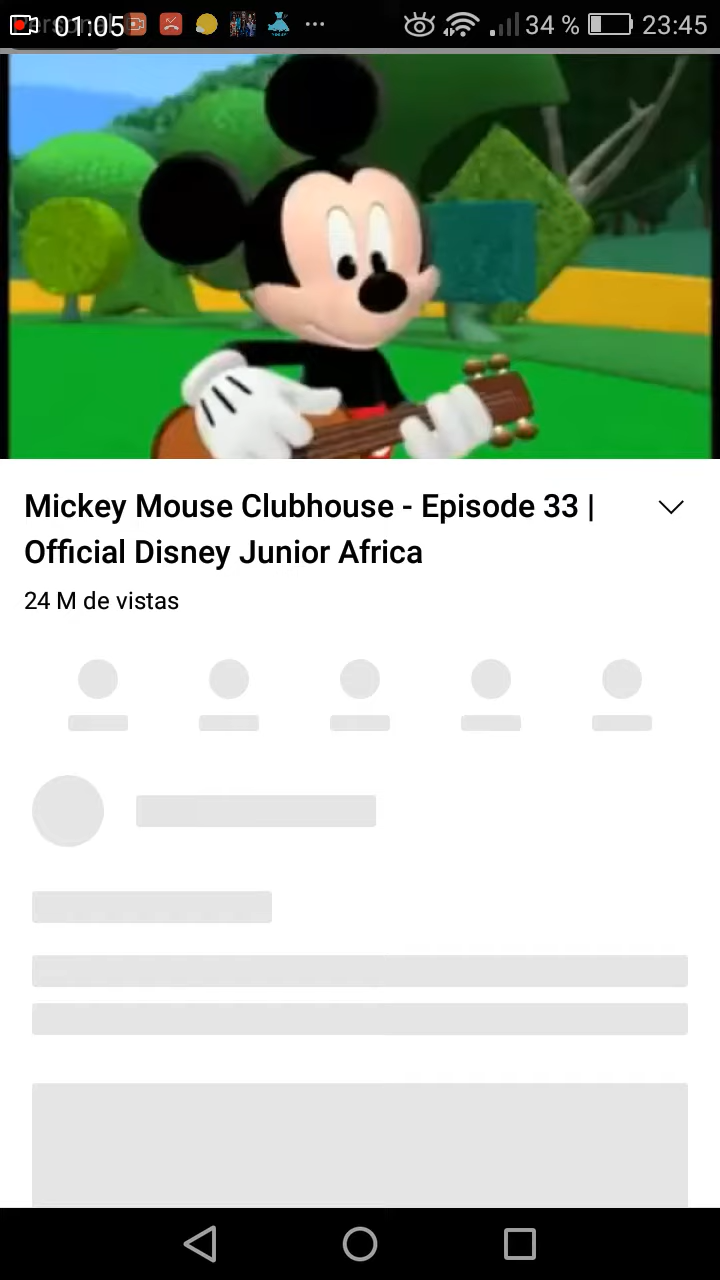 01:05
34 %
23:45
Mickey Mouse Clubhouse - Episode 33 |
Official Disney Junior Africa
24 M de vistas